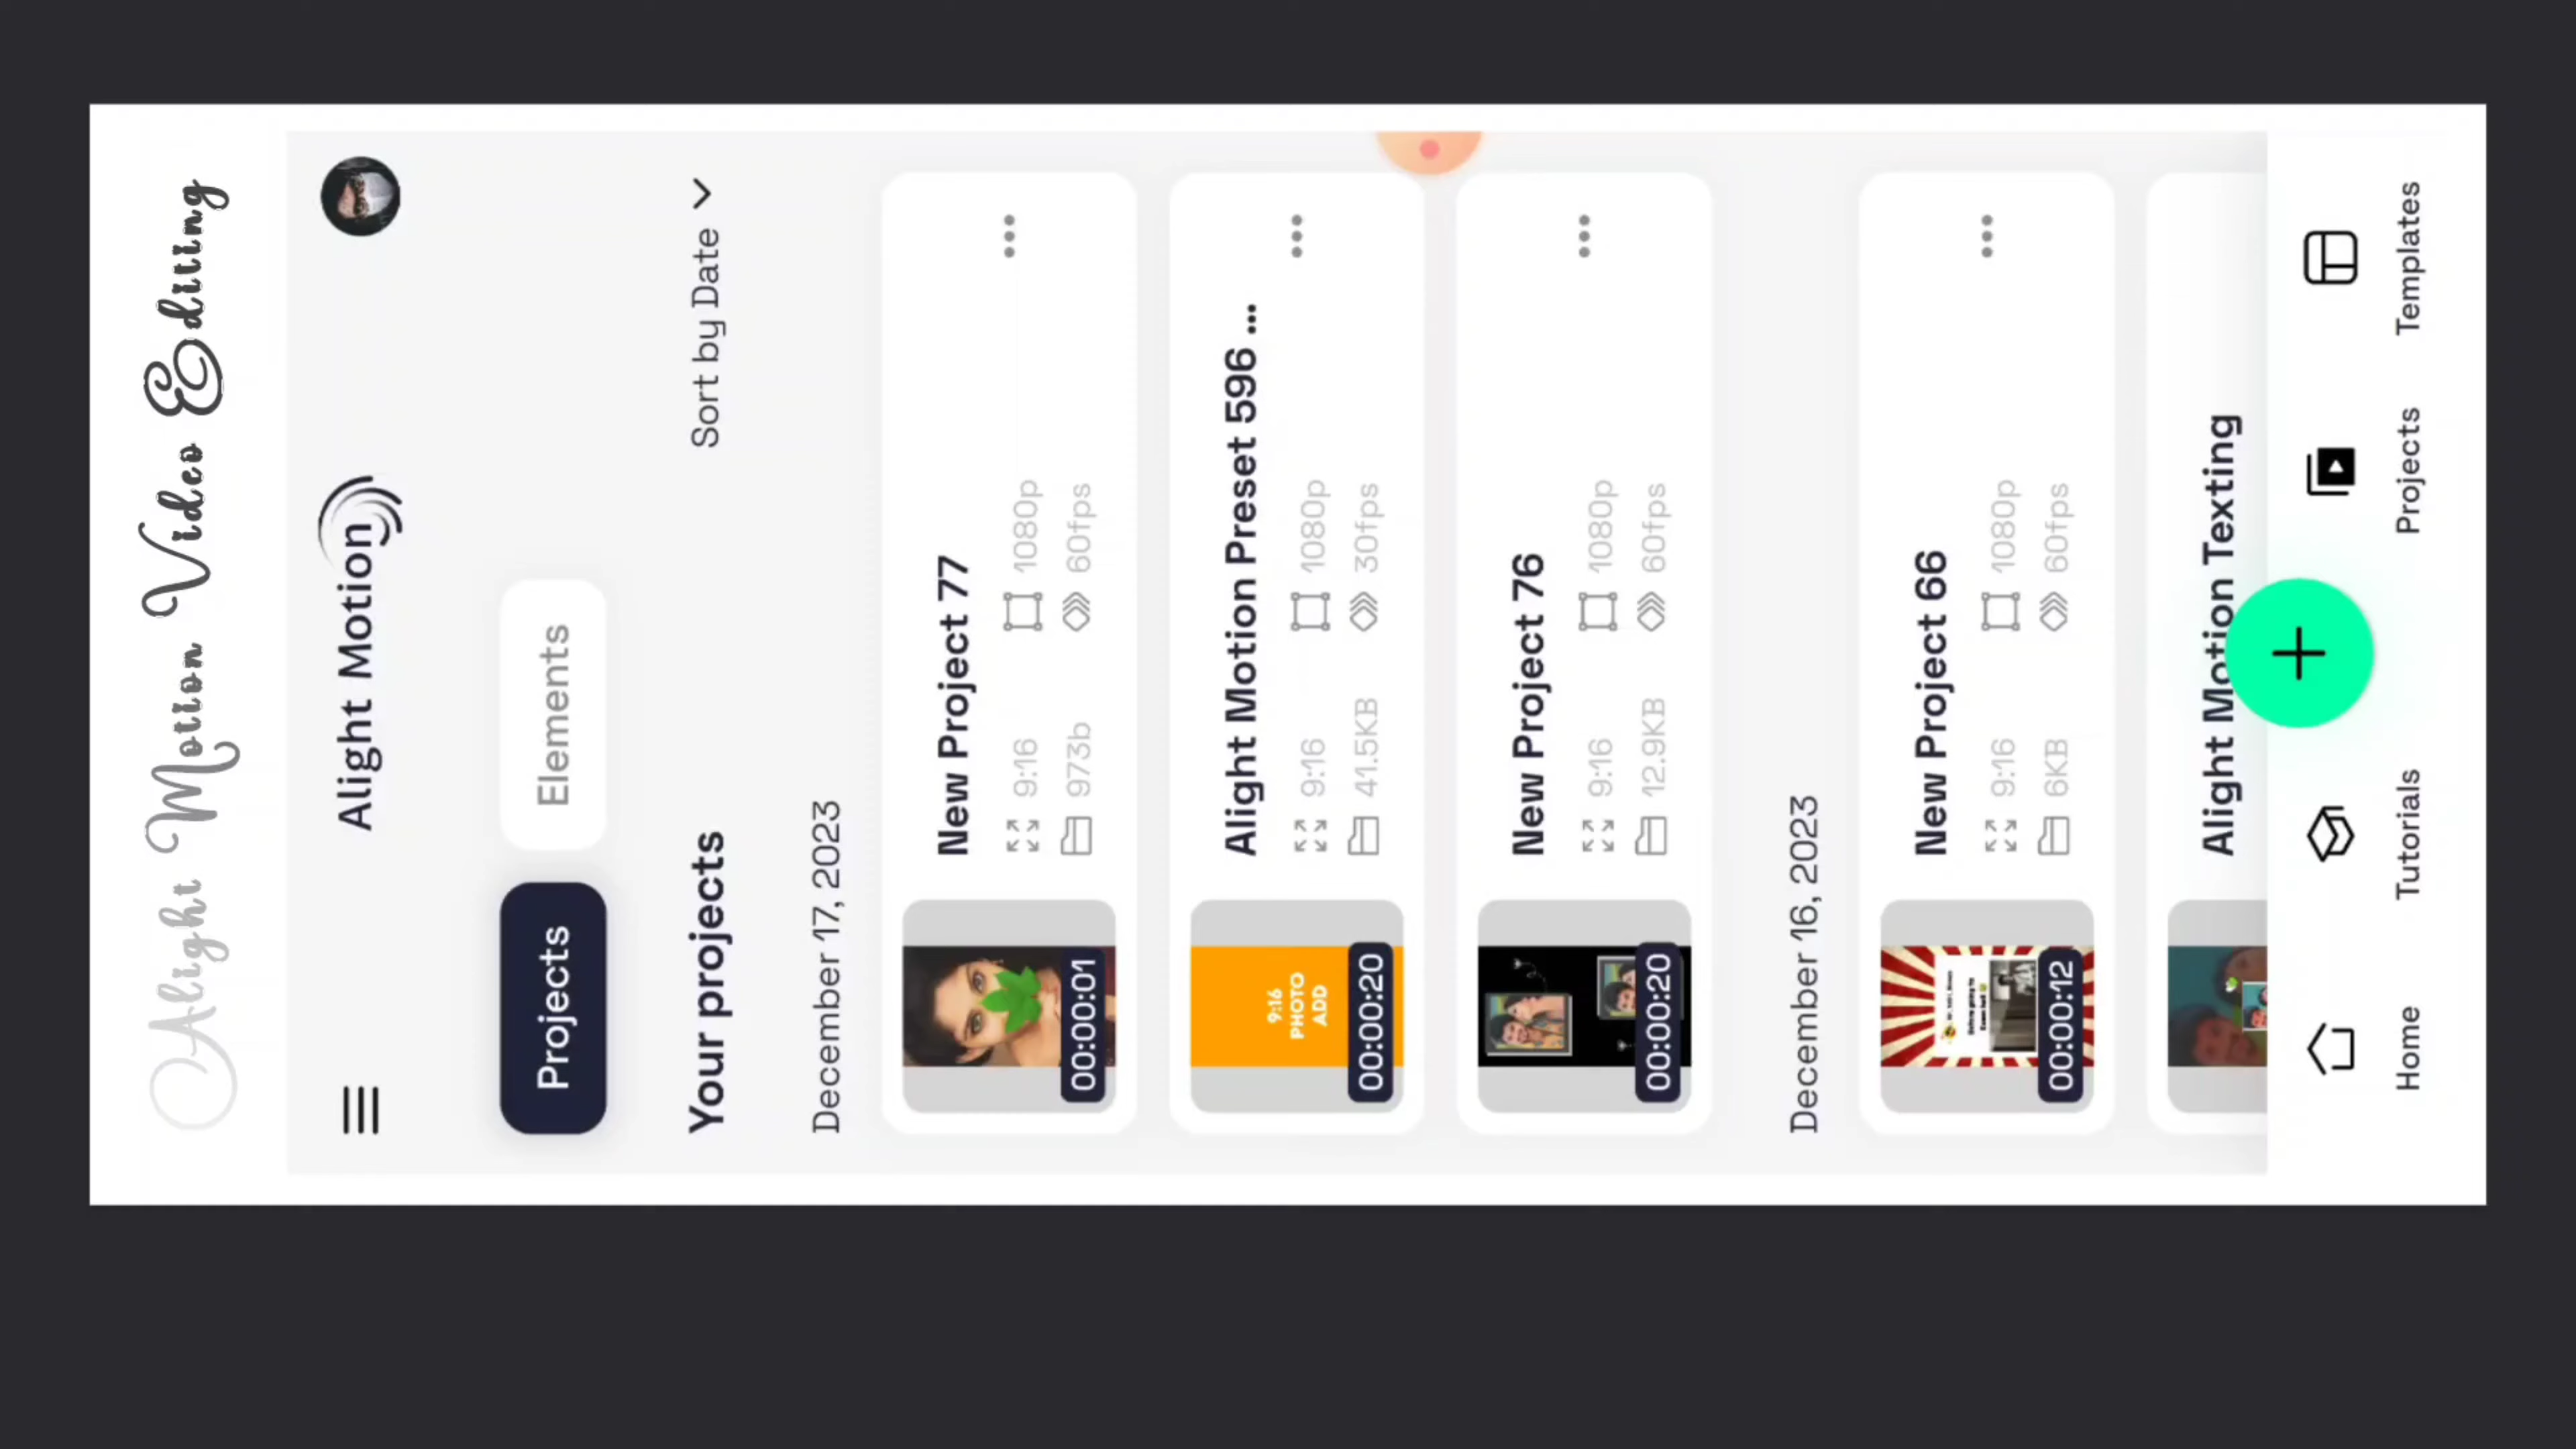 Alight Motion Video Editing
Alight Motion
Projects
Elements
Your projects
Sort by Date
December 17, 2023
New Project 77
9:16
1080p
973b
60fps
00:00:01
Alight Motion Preset 596 ...
9:16
1080p
41.5KB
30fps
9:16
PHOTO
ADD
00:00:20
New Project 76
9:16
1080p
12.9KB
60fps
00:00:20
December 16, 2023
New Project 66
9:16
1080p
6KB
60fps
00:00:12
Alight Motion Texting
Home
Tutorials
Projects
Templates